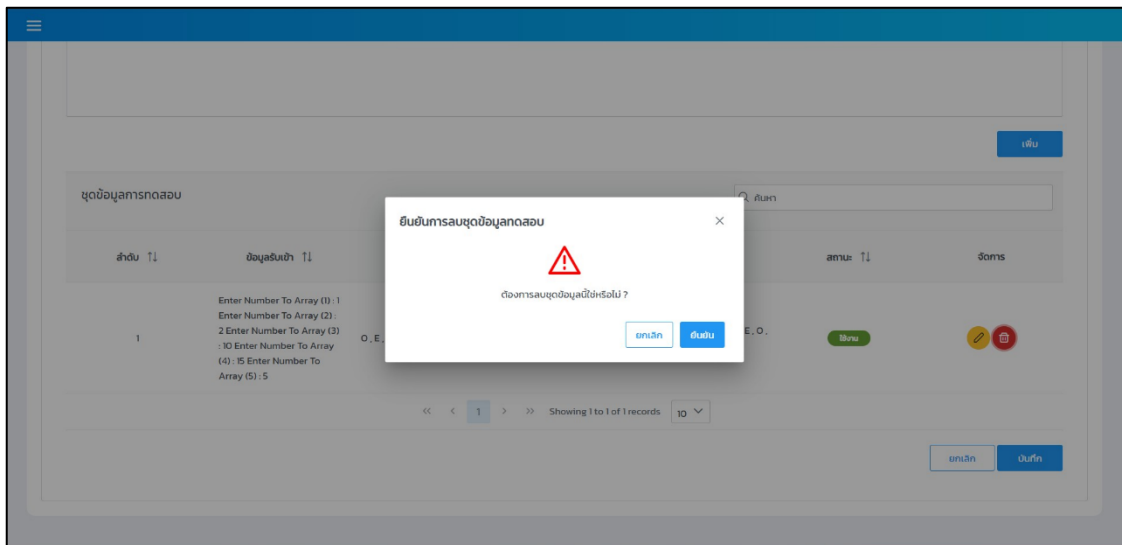 เพิ่ม
ชุดข้อมูลการทดสอบ
ค้นหา
ยืนยันการลบชุดข้อมูลทดสอบ
ต้องการลบชุดข้อมูลนี้ใช่หรือไม่ ?
ยกเลิก ยืนยัน
ลำดับ ข้อมูลรับเข้า สถานะ จัดการ
1
Enter Number To Array (1) : 1
Enter Number To Array (2) :
2 Enter Number To Array (3)
: 10 Enter Number To Array
(4) : 15 Enter Number To
Array (5) : 5
O , E ,
E , O ,
ใช้งาน
<< < 1 > >> Showing 1 to 1 of 1 records 10
ยกเลิก บันทึก